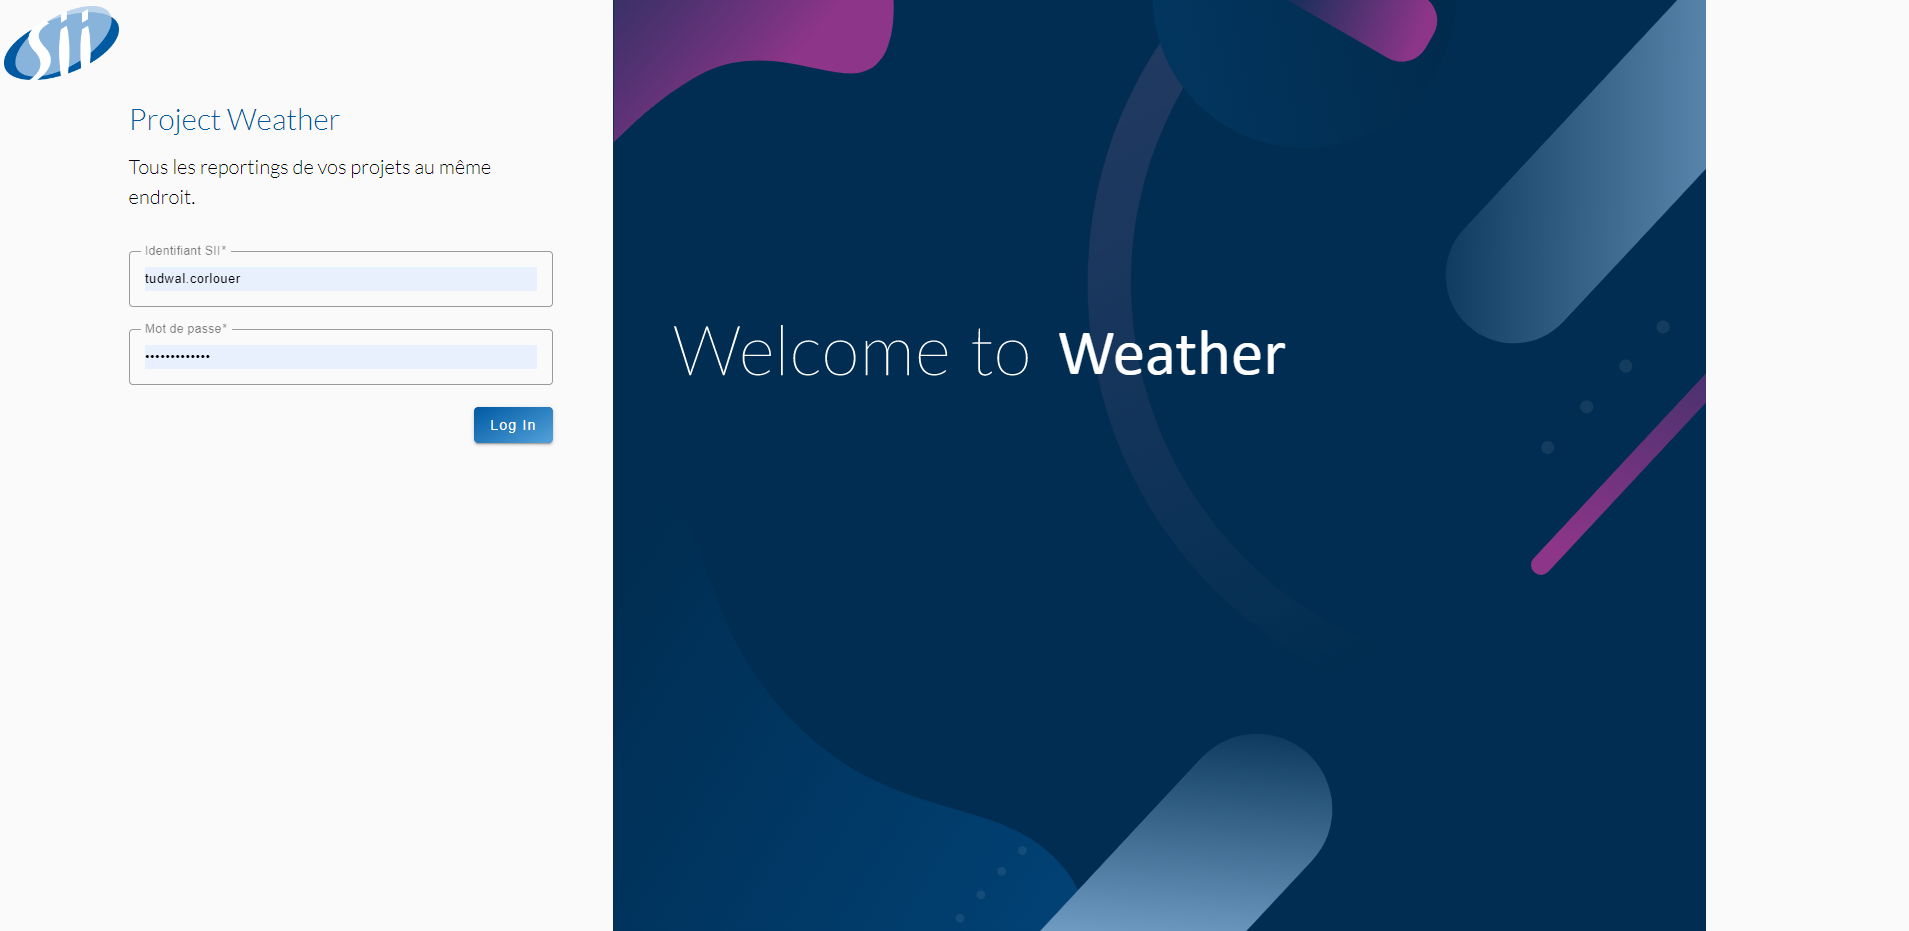 sii
Project Weather
Tous les reportings de vos projets au même
endroit.
Identifiant SII*
tudwal.corlouer
Mot de passe*
•••••••••••••
Log In
Welcome to Weather